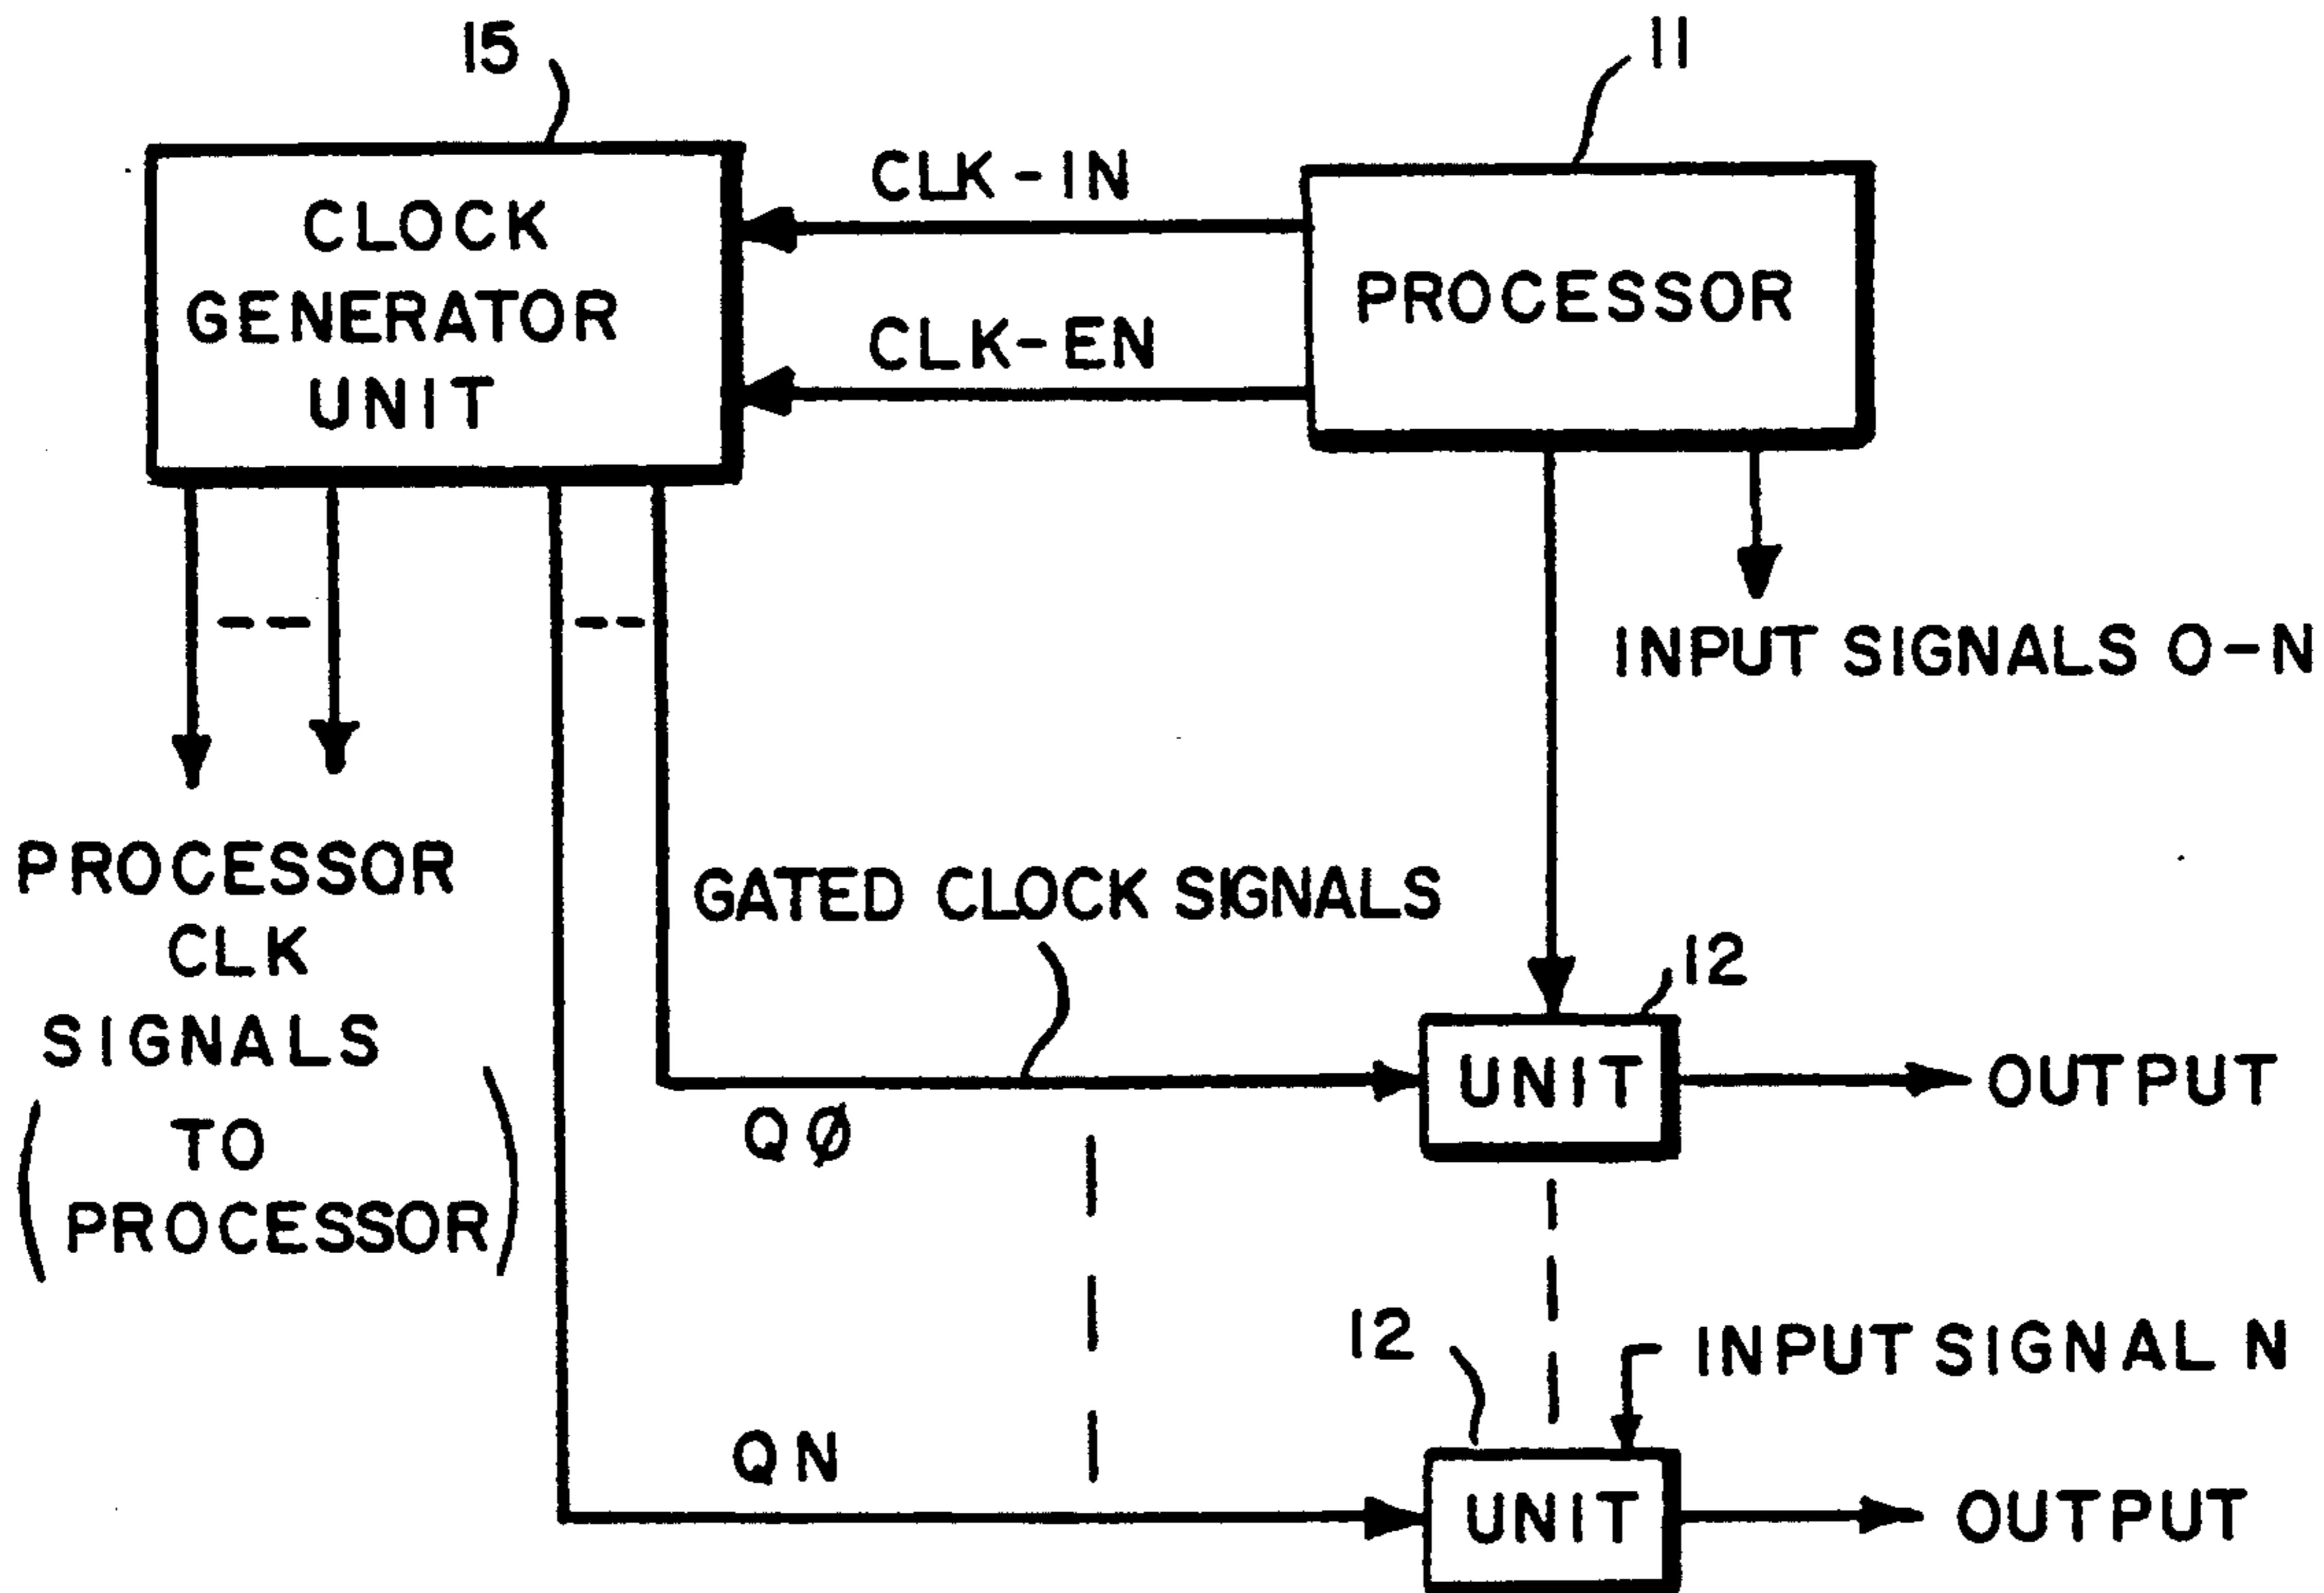 15
11
CLOCK
GENERATOR
UNIT
CLK-IN
CLK-EN
PROCESSOR
INPUT SIGNALS 0-N
PROCESSOR
CLK
SIGNALS
(TO
PROCESSOR)
GATED CLOCK SIGNALS
QØ
12
UNIT
OUTPUT
12
INPUT SIGNAL N
QN
UNIT
OUTPUT